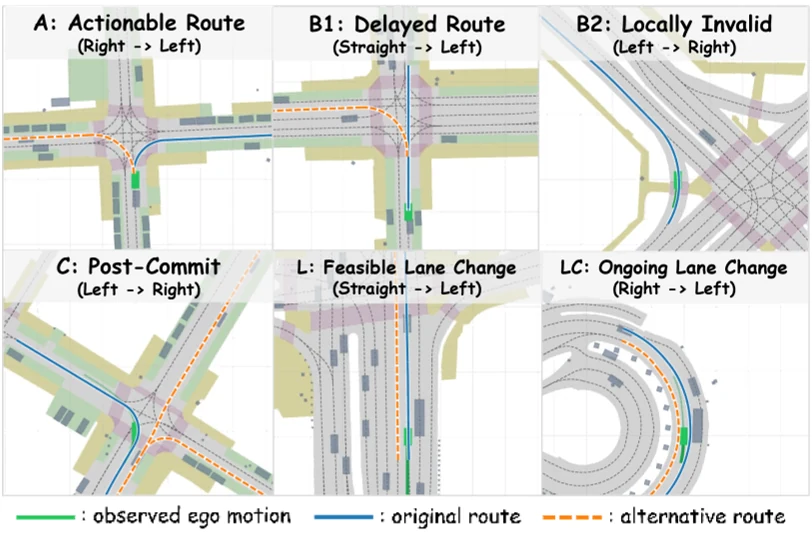 A: Actionable Route
(Right -> Left)
B1: Delayed Route
(Straight -> Left)
B2: Locally Invalid
(Left -> Right)
C: Post-Commit
(Left -> Right)
L: Feasible Lane Change
(Straight -> Left)
LC: Ongoing Lane Change
(Right -> Left)
: observed ego motion : original route : alternative route